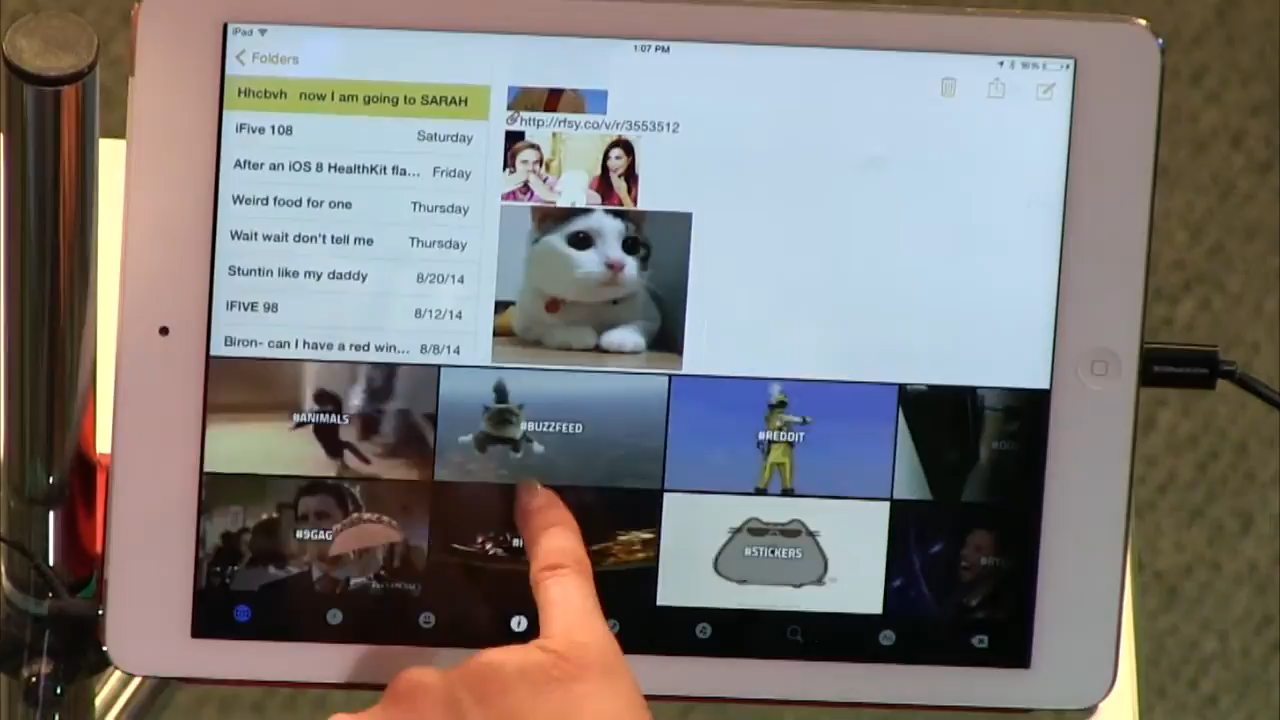 iPad
1:07 PM
Folders
Hhcbvh now I am going to SARAH
iFive 108 Saturday
After an iOS 8 HealthKit fla... Friday
Weird food for one Thursday
Wait wait don't tell me Thursday
Stuntin like my daddy 8/20/14
IFIVE 98 8/12/14
Biron- can I have a red win... 8/8/14
http://rfsy.co/v/r/3553512
#ANIMALS
#BUZZFEED
#REDDIT
#9GAG
#STICKERS